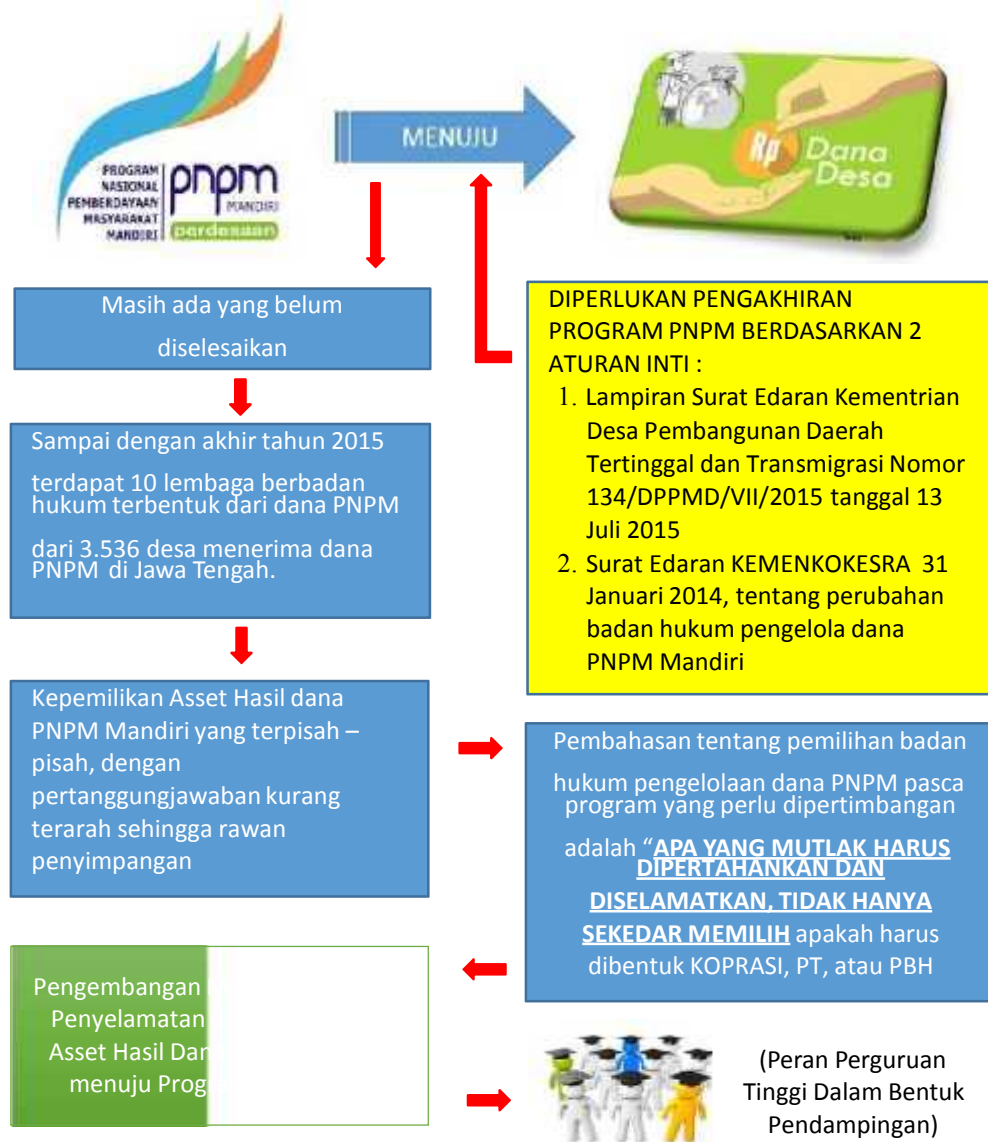 PROGRAM
NASIONAL
PEMBERDAYAAN
MASYARAKAT
MANDIRI
pnpm
MANDIRI
perdesaan
MENUJU
Rp Dana
Desa
Masih ada yang belum
diselesaikan
Sampai dengan akhir tahun 2015
terdapat 10 lembaga berbadan
hukum terbentuk dari dana PNPM
dari 3.536 desa menerima dana
PNPM di Jawa Tengah.
Kepemilikan Asset Hasil dana
PNPM Mandiri yang terpisah –
pisah, dengan
pertanggungjawaban kurang
terarah sehingga rawan
penyimpangan
DIPERLUKAN PENGAKHIRAN
PROGRAM PNPM BERDASARKAN 2
ATURAN INTI :
1. Lampiran Surat Edaran Kementrian
Desa Pembangunan Daerah
Tertinggal dan Transmigrasi Nomor
134/DPPMD/VII/2015 tanggal 13
Juli 2015
2. Surat Edaran KEMENKOKESRA 31
Januari 2014, tentang perubahan
badan hukum pengelola dana
PNPM Mandiri
Pembahasan tentang pemilihan badan
hukum pengelolaan dana PNPM pasca
program yang perlu dipertimbangan
adalah “APA YANG MUTLAK HARUS
DIPERTAHANKAN DAN
DISELAMATKAN, TIDAK HANYA
SEKEDAR MEMILIH apakah harus
dibentuk KOPRASI, PT, atau PBH
Pengembangan
Penyelamatan
Asset Hasil
menuju
(Peran Perguruan
Tinggi Dalam Bentuk
Pendampingan)